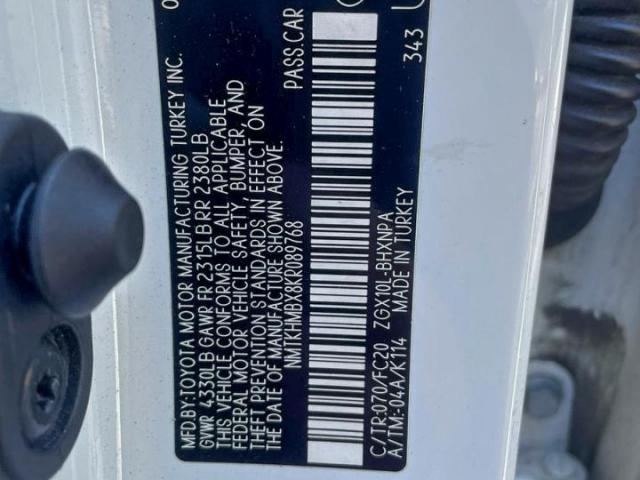 MFD.BY:TOYOTA MOTOR MANUFACTURING TURKEY INC. 0
GVWR 4330LB GAWR FR 2315LB RR 2380LB
THIS VEHICLE CONFORMS TO ALL APPLICABLE
FEDERAL MOTOR VEHICLE SAFETY, BUMPER, AND
THEFT PREVENTION STANDARDS IN EFFECT ON
THE DATE OF MANUFACTURE SHOWN ABOVE.
NMTKHMBX8KR089768 PASS.CAR
C/TR:070/FC20 ZGX10L-BHXNPA
A/TM:-04A/K114 MADE IN TURKEY 343